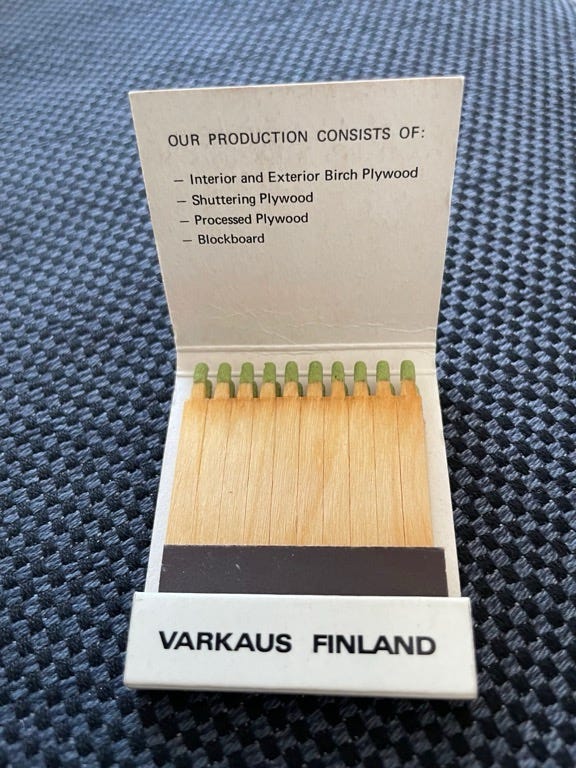 OUR PRODUCTION CONSISTS OF:
— Interior and Exterior Birch Plywood
— Shuttering Plywood
— Processed Plywood
— Blockboard
VARKAUS FINLAND